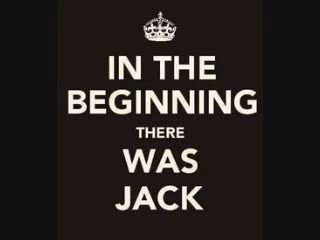 IN THE
BEGINNING
THERE
WAS
JACK